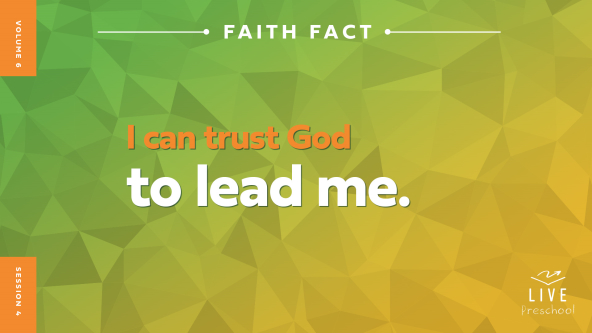 VOLUME 6
FAITH FACT
I can trust God
to lead me.
SESSION 4
LIVE
Preschool